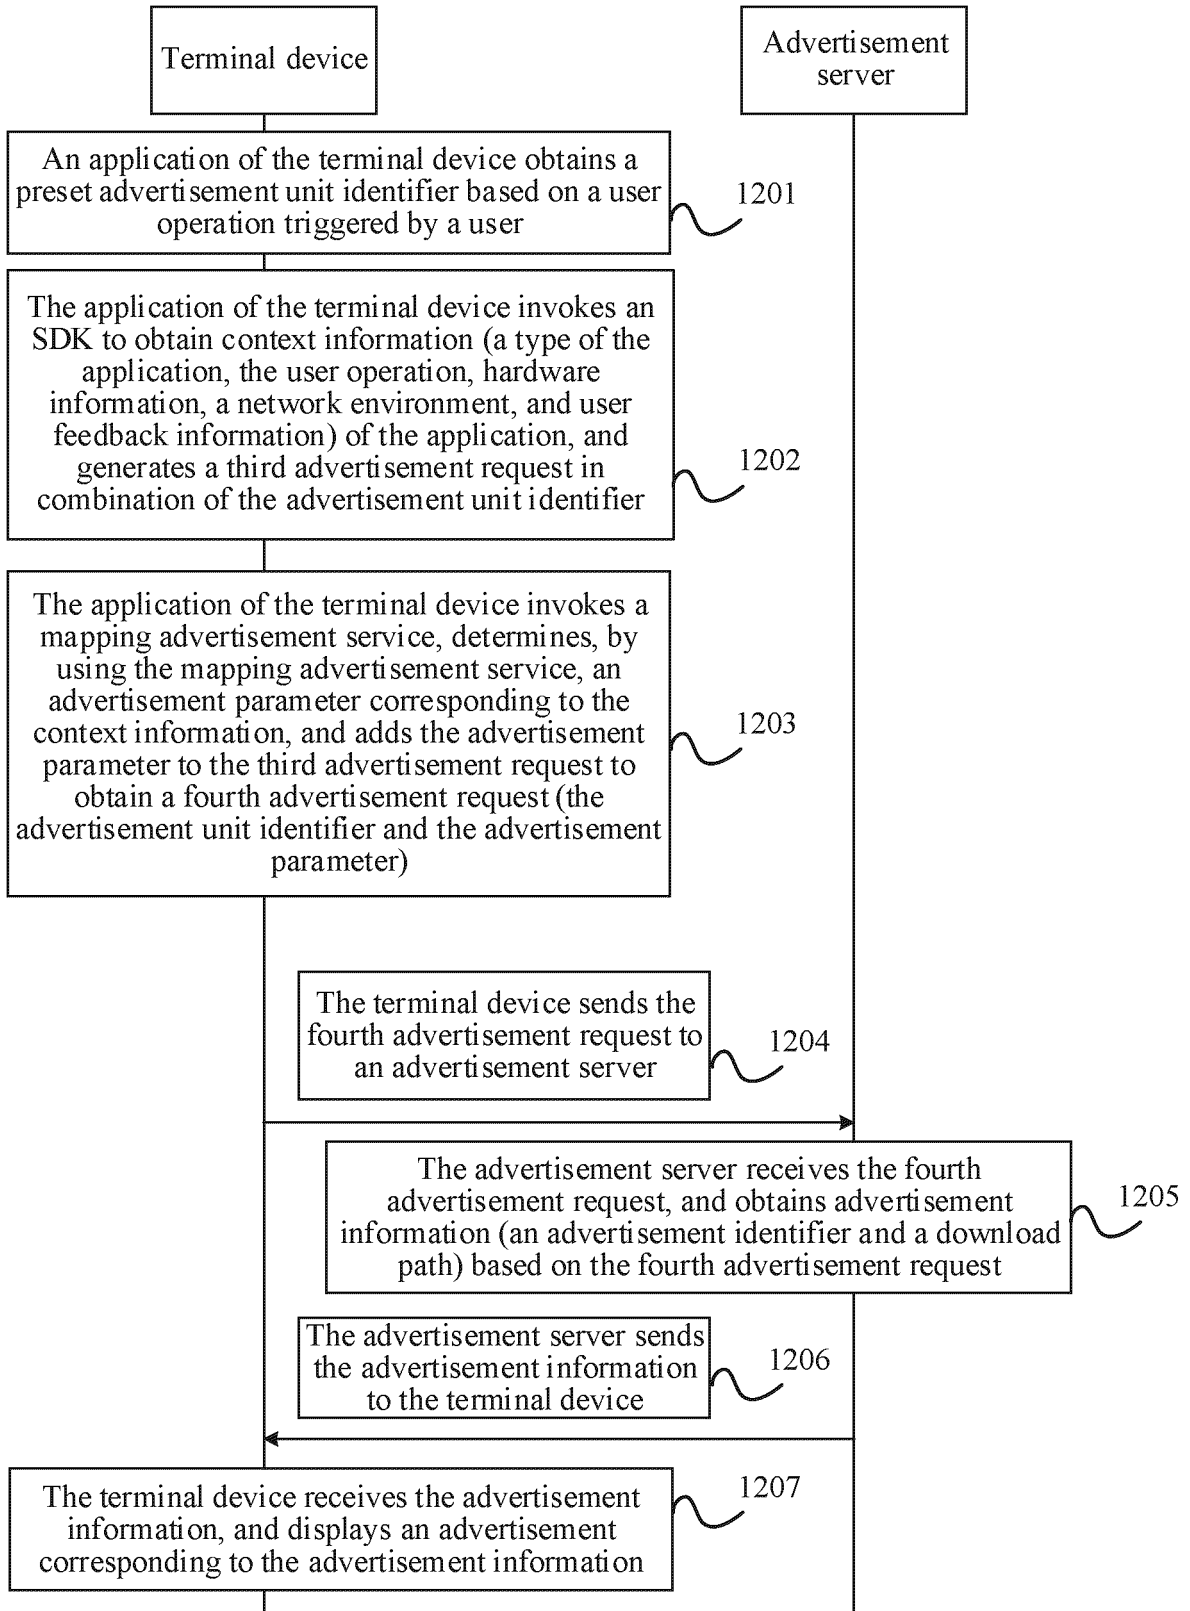 Terminal device
Advertisement
server
An application of the terminal device obtains a
preset advertisement unit identifier based on a user
operation triggered by a user
1201
The application of the terminal device invokes an
SDK to obtain context information (a type of the
application, the user operation, hardware
information, a network environment, and user
feedback information) of the application, and
generates a third advertisement request in
combination of the advertisement unit identifier
1202
The application of the terminal device invokes a
mapping advertisement service, determines, by
using the mapping advertisement service, an
advertisement parameter corresponding to the
context information, and adds the advertisement
parameter to the third advertisement request to
obtain a fourth advertisement request (the
advertisement unit identifier and the advertisement
parameter)
1203
The terminal device sends the
fourth advertisement request to
an advertisement server
1204
The advertisement server receives the fourth
advertisement request, and obtains advertisement
information (an advertisement identifier and a download
path) based on the fourth advertisement request
1205
The advertisement server sends
the advertisement information
to the terminal device
1206
The terminal device receives the advertisement
information, and displays an advertisement
corresponding to the advertisement information
1207